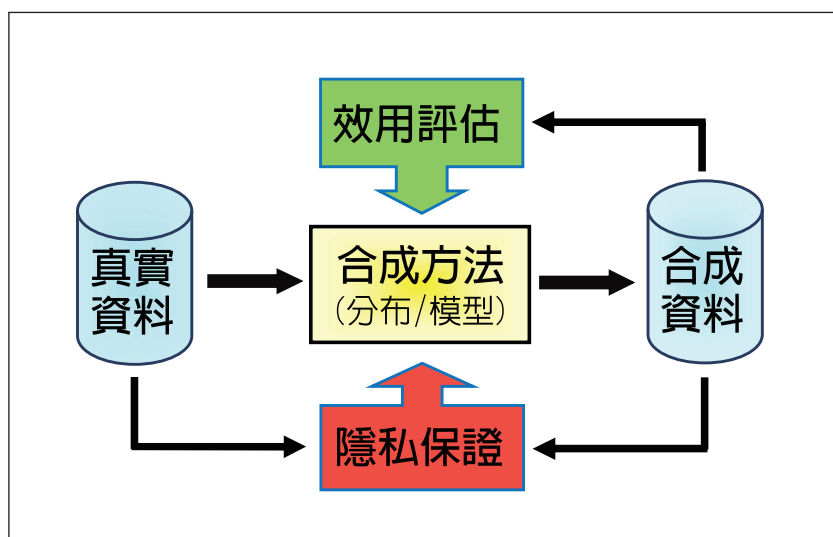 效用評估
真實
資料
合成方法
(分布/模型)
合成
資料
隱私保證